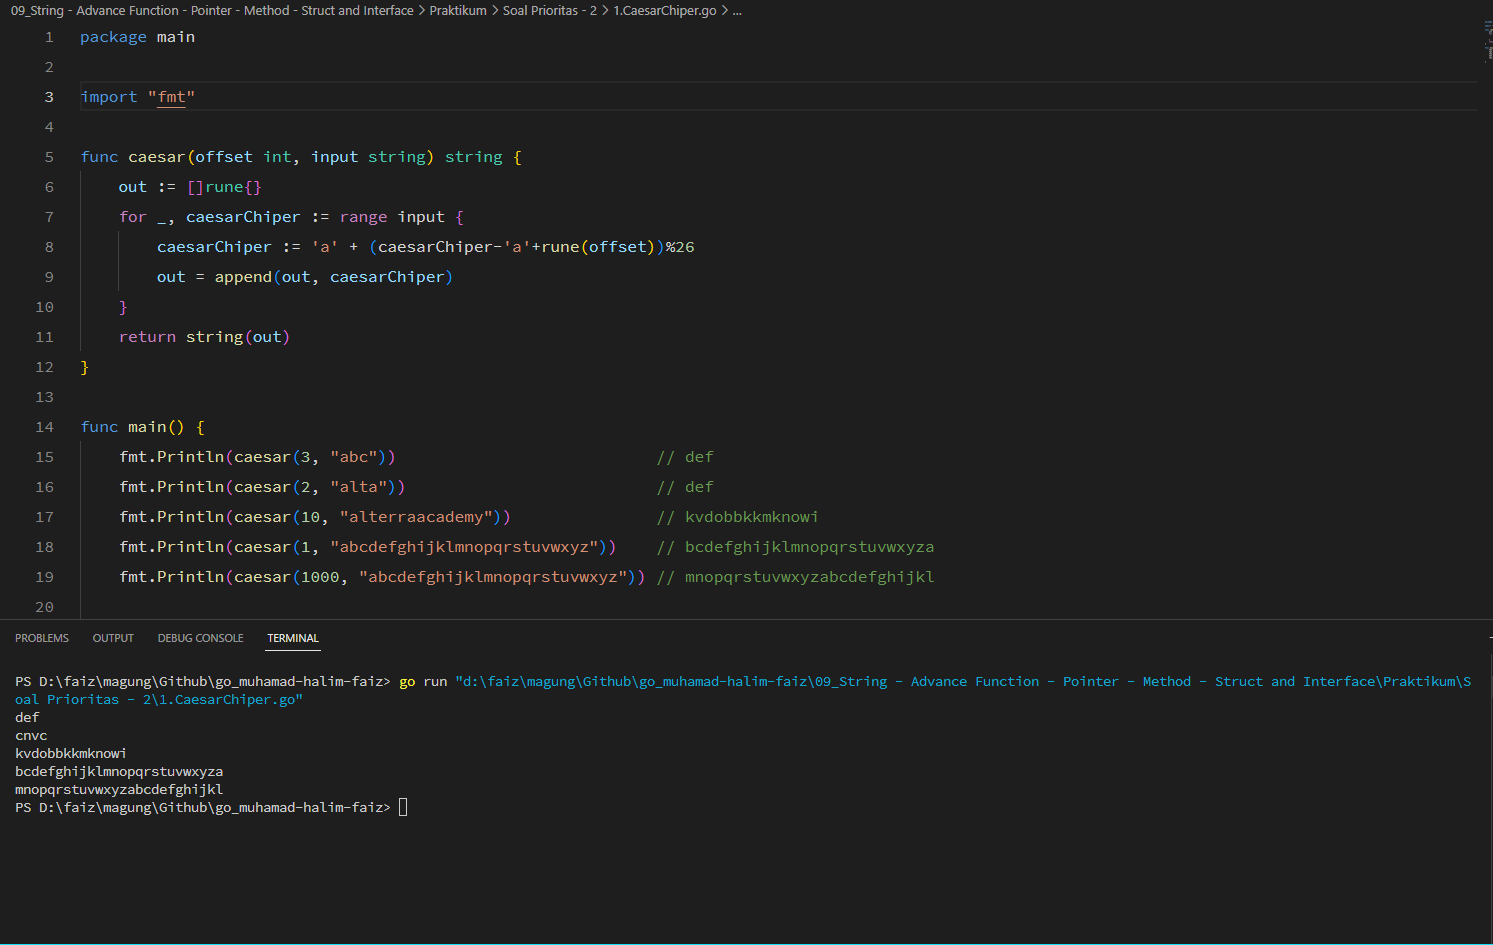 09_String - Advance Function - Pointer - Method - Struct and Interface > Praktikum > Soal Prioritas - 2 > 1.CaesarChiper.go > ...
1 package main
2
3 import "fmt"
4
5 func caesar(offset int, input string) string {
6     out := []rune{}
7     for _, caesarChiper := range input {
8         caesarChiper := 'a' + (caesarChiper-'a'+rune(offset))%26
9         out = append(out, caesarChiper)
10     }
11     return string(out)
12 }
13
14 func main() {
15     fmt.Println(caesar(3, "abc"))                           // def
16     fmt.Println(caesar(2, "alta"))                          // def
17     fmt.Println(caesar(10, "alterraacademy"))               // kvdobbkkmknowi
18     fmt.Println(caesar(1, "abcdefghijklmnopqrstuvwxyz"))    // bcdefghijklmnopqrstuvwxyza
19     fmt.Println(caesar(1000, "abcdefghijklmnopqrstuvwxyz")) // mnopqrstuvwxyzabcdefghijkl
20
PROBLEMS OUTPUT DEBUG CONSOLE TERMINAL
PS D:\faiz\magung\Github\go_muhamad-halim-faiz> go run "d:\faiz\magung\Github\go_muhamad-halim-faiz\09_String - Advance Function - Pointer - Method - Struct and Interface\Praktikum\S
oal Prioritas - 2\1.CaesarChiper.go"
def
cnvc
kvdobbkkmknowi
bcdefghijklmnopqrstuvwxyza
mnopqrstuvwxyzabcdefghijkl
PS D:\faiz\magung\Github\go_muhamad-halim-faiz>